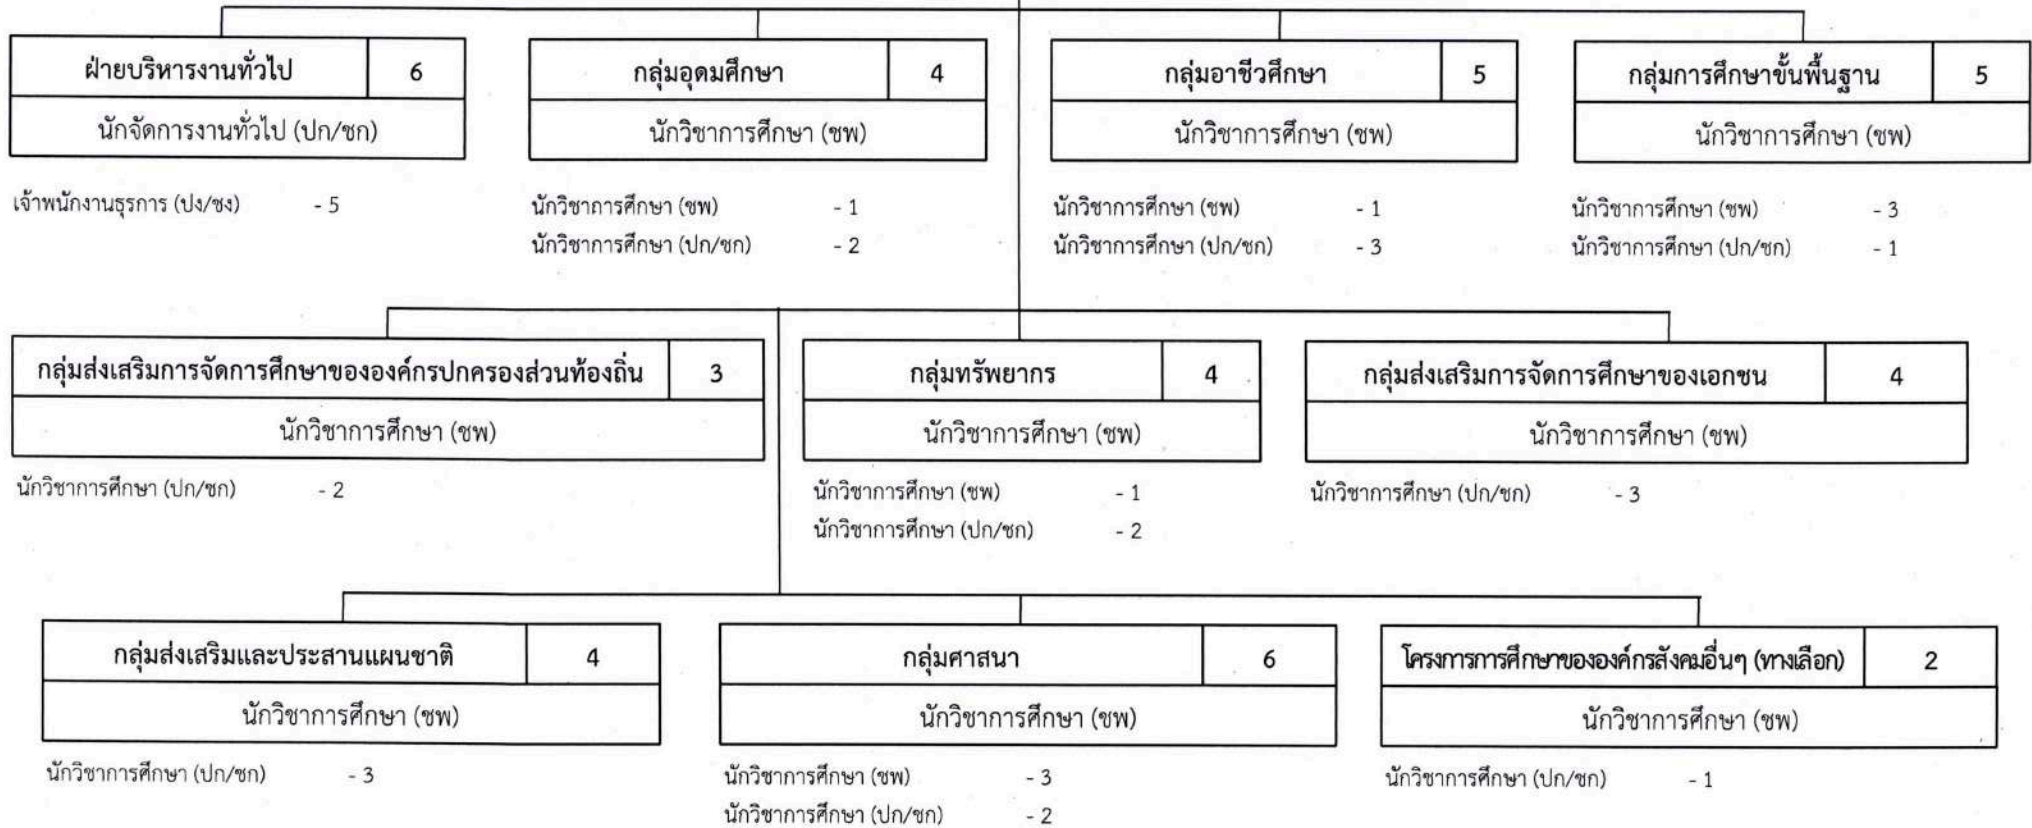 ฝ่ายบริหารงานทั่วไป 6
นักจัดการงานทั่วไป (ปก/ชก)
เจ้าพนักงานธุรการ (ปง/ชง) - 5
กลุ่มอุดมศึกษา 4
นักวิชาการศึกษา (ชพ)
นักวิชาการศึกษา (ชพ) - 1
นักวิชาการศึกษา (ปก/ชก) - 2
กลุ่มอาชีวศึกษา 5
นักวิชาการศึกษา (ชพ)
นักวิชาการศึกษา (ชพ) - 1
นักวิชาการศึกษา (ปก/ชก) - 3
กลุ่มการศึกษาขั้นพื้นฐาน 5
นักวิชาการศึกษา (ชพ)
นักวิชาการศึกษา (ชพ) - 3
นักวิชาการศึกษา (ปก/ชก) - 1
กลุ่มส่งเสริมการจัดการศึกษาขององค์กรปกครองส่วนท้องถิ่น 3
นักวิชาการศึกษา (ชพ)
นักวิชาการศึกษา (ปก/ชก) - 2
กลุ่มทรัพยากร 4
นักวิชาการศึกษา (ชพ)
นักวิชาการศึกษา (ชพ) - 1
นักวิชาการศึกษา (ปก/ชก) - 2
กลุ่มส่งเสริมการจัดการศึกษาของเอกชน 4
นักวิชาการศึกษา (ชพ)
นักวิชาการศึกษา (ปก/ชก) - 3
กลุ่มส่งเสริมและประสานแผนชาติ 4
นักวิชาการศึกษา (ชพ)
นักวิชาการศึกษา (ปก/ชก) - 3
กลุ่มศาสนา 6
นักวิชาการศึกษา (ชพ)
นักวิชาการศึกษา (ชพ) - 3
นักวิชาการศึกษา (ปก/ชก) - 2
โครงการการศึกษาขององค์กรสังคมอื่นๆ (ทางเลือก) 2
นักวิชาการศึกษา (ชพ)
นักวิชาการศึกษา (ปก/ชก) - 1